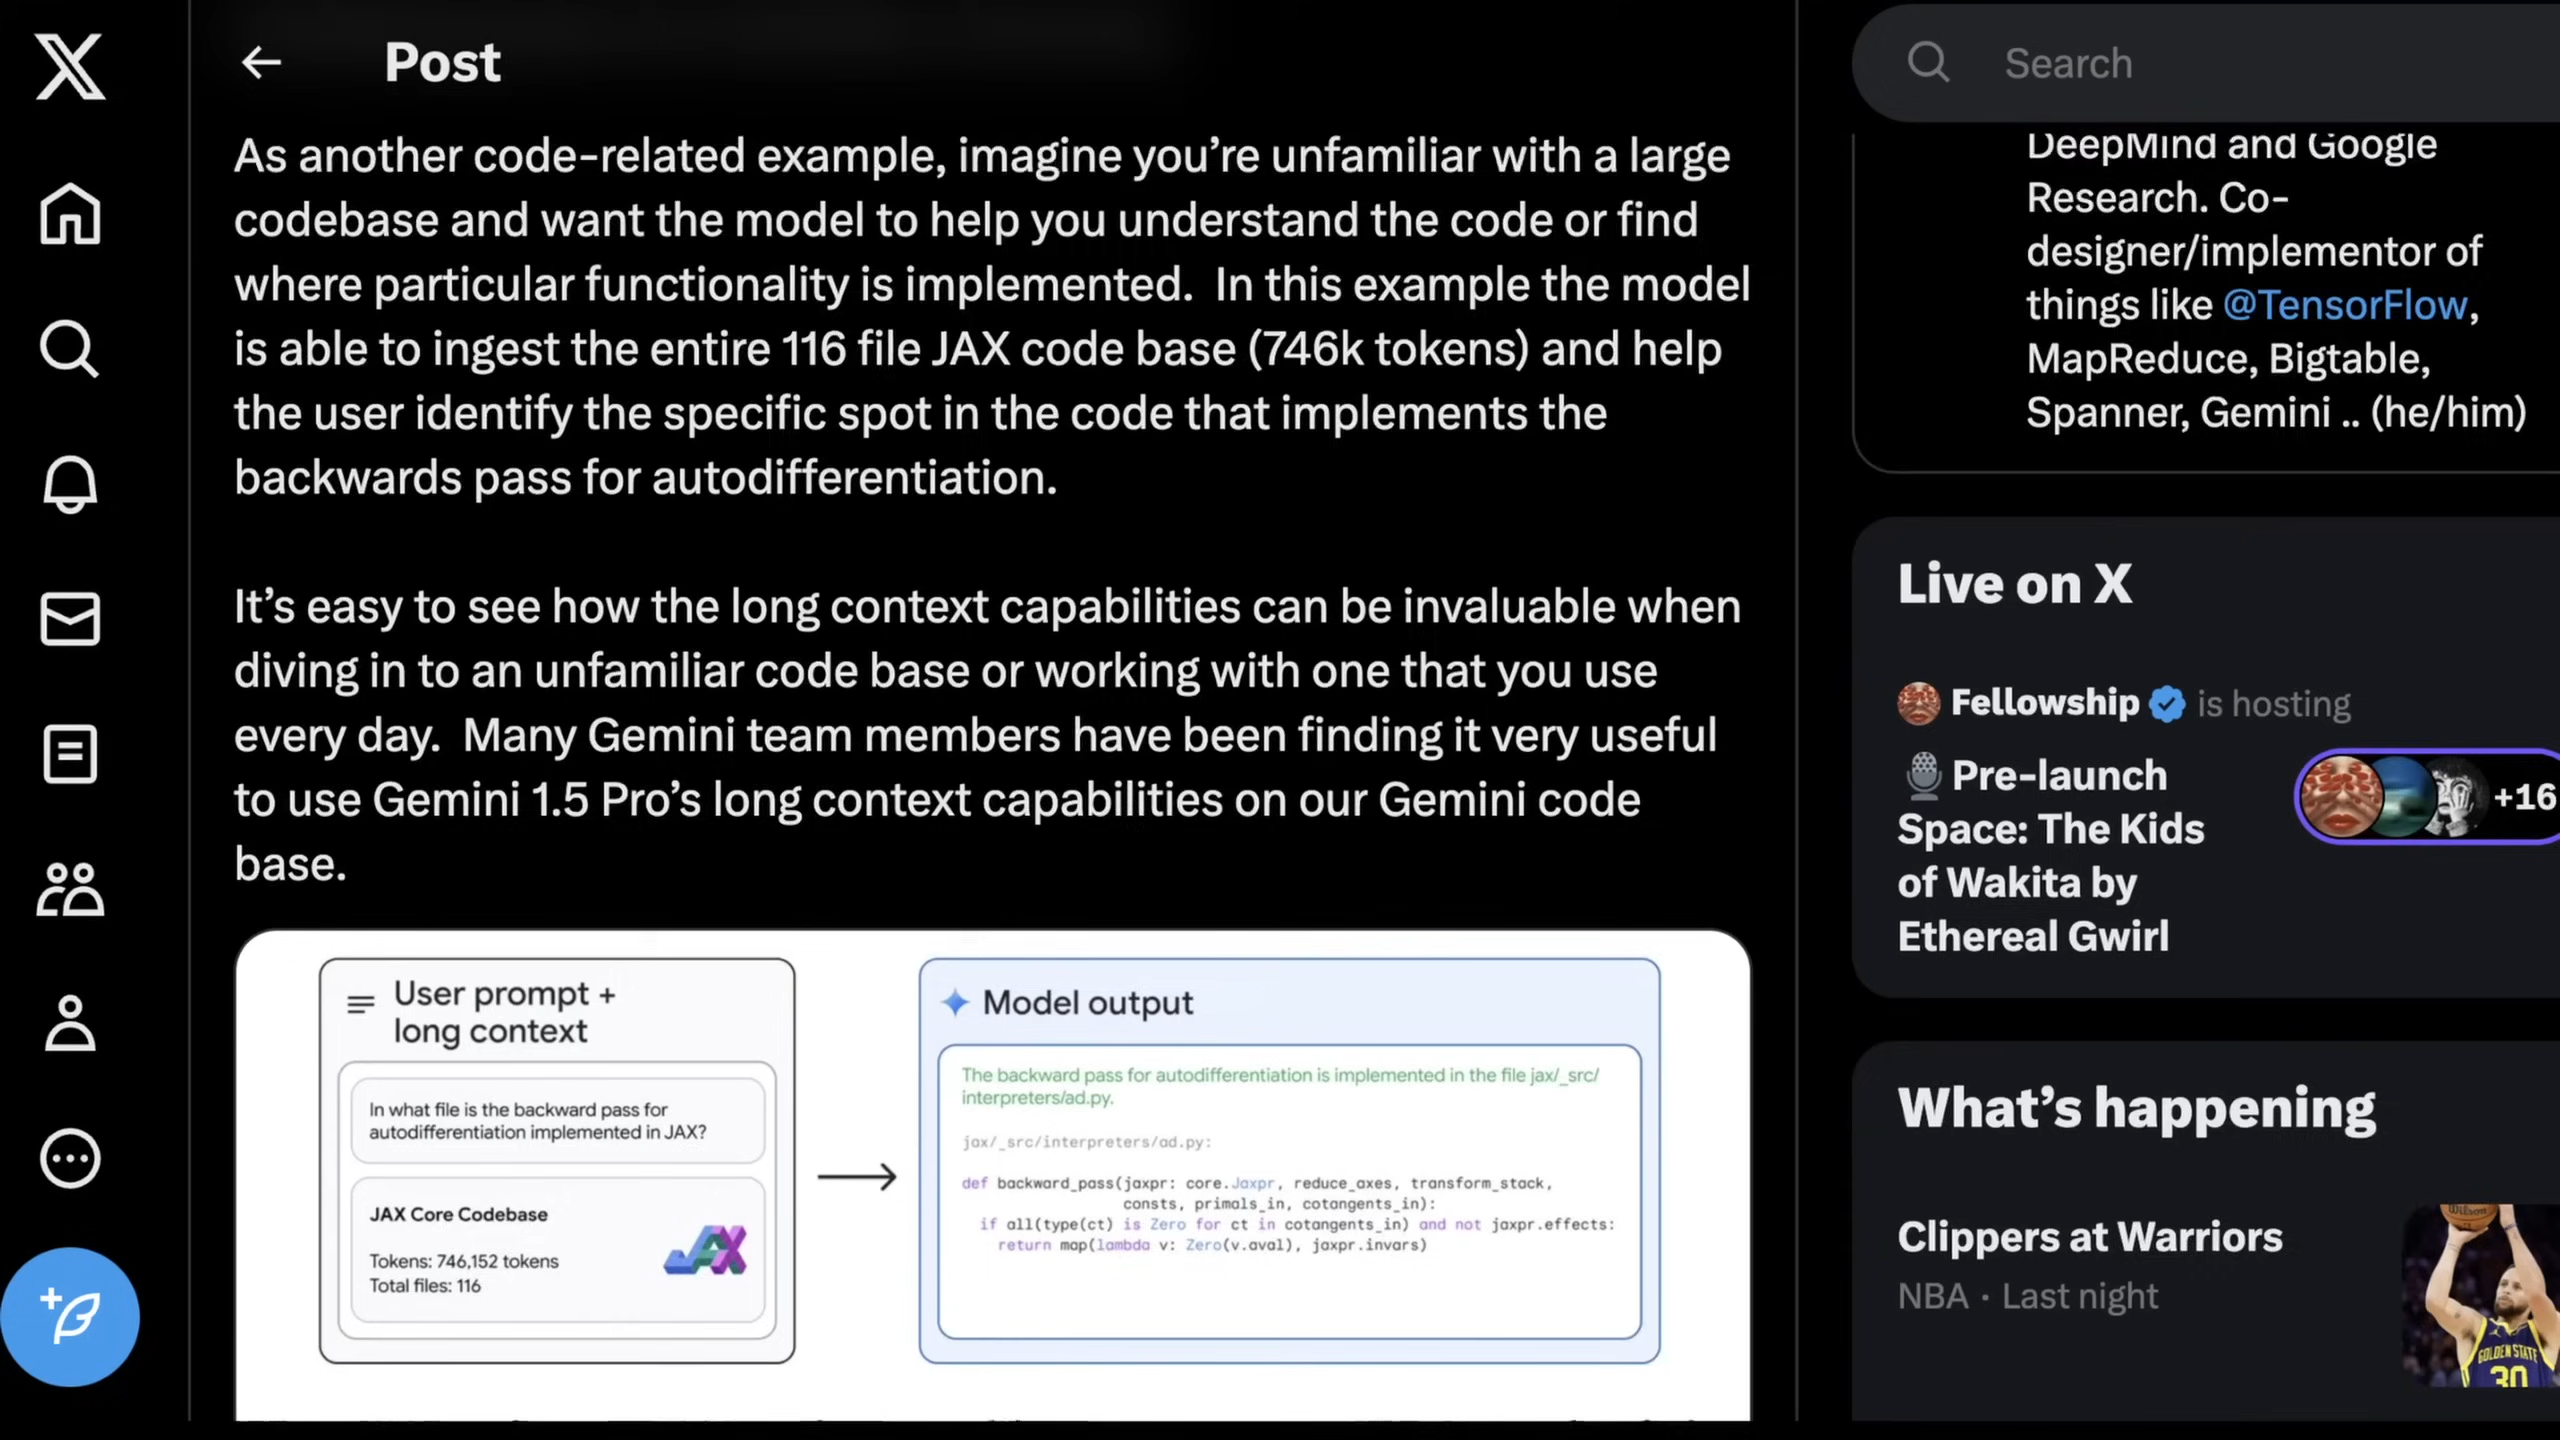 Post
As another code-related example, imagine you're unfamiliar with a large
codebase and want the model to help you understand the code or find
where particular functionality is implemented.  In this example the model
is able to ingest the entire 116 file JAX code base (746k tokens) and help
the user identify the specific spot in the code that implements the
backwards pass for autodifferentiation.
It's easy to see how the long context capabilities can be invaluable when
diving in to an unfamiliar code base or working with one that you use
every day.  Many Gemini team members have been finding it very useful
to use Gemini 1.5 Pro's long context capabilities on our Gemini code
base.
User prompt +
long context
In what file is the backward pass for
autodifferentiation implemented in JAX?
JAX Core Codebase
Tokens: 746,152 tokens
Total files: 116
JAX
Model output
The backward pass for autodifferentiation is implemented in the file jax/_src/
interpreters/ad.py.
jax/_src/interpreters/ad.py:
def backward_pass(jaxpr: core.Jaxpr, reduce_axes, transform_stack,
consts, primals_in, cotangents_in):
if all(type(ct) is Zero for ct in cotangents_in) and not jaxpr.effects:
return map(lambda v: Zero(v.aval), jaxpr.invars)
Search
DeepMind and Google
Research. Co-
designer/implementor of
things like @TensorFlow,
MapReduce, Bigtable,
Spanner, Gemini .. (he/him)
Live on X
Fellowship is hosting
Pre-launch
Space: The Kids
of Wakita by
Ethereal Gwirl
+16
What's happening
Clippers at Warriors
NBA · Last night
Wilson
GOLDEN STATE
30